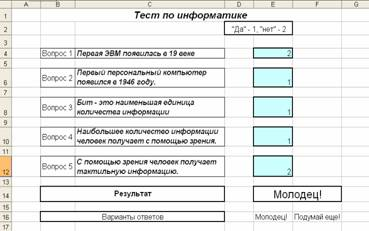 A B C D E F G
1 Тест по информатике
2 "Да" - 1, "нет" - 2
3
4 Вопрос 1 Первая ЭВМ появилась в 19 веке 2
5
6 Вопрос 2 Первый персональный компьютер
появился в 1946 году. 1
7
8 Вопрос 3 Бит - это наименьшая единица
количества информации 1
9
10 Вопрос 4 Наибольшее количество информации
человек получает с помощью зрения. 1
11
12 Вопрос 5 С помощью зрения человек получает
тактильную информацию. 2
13
14 Результат Молодец!
15
16 Варианты ответов Молодец! Подумай еще!
17